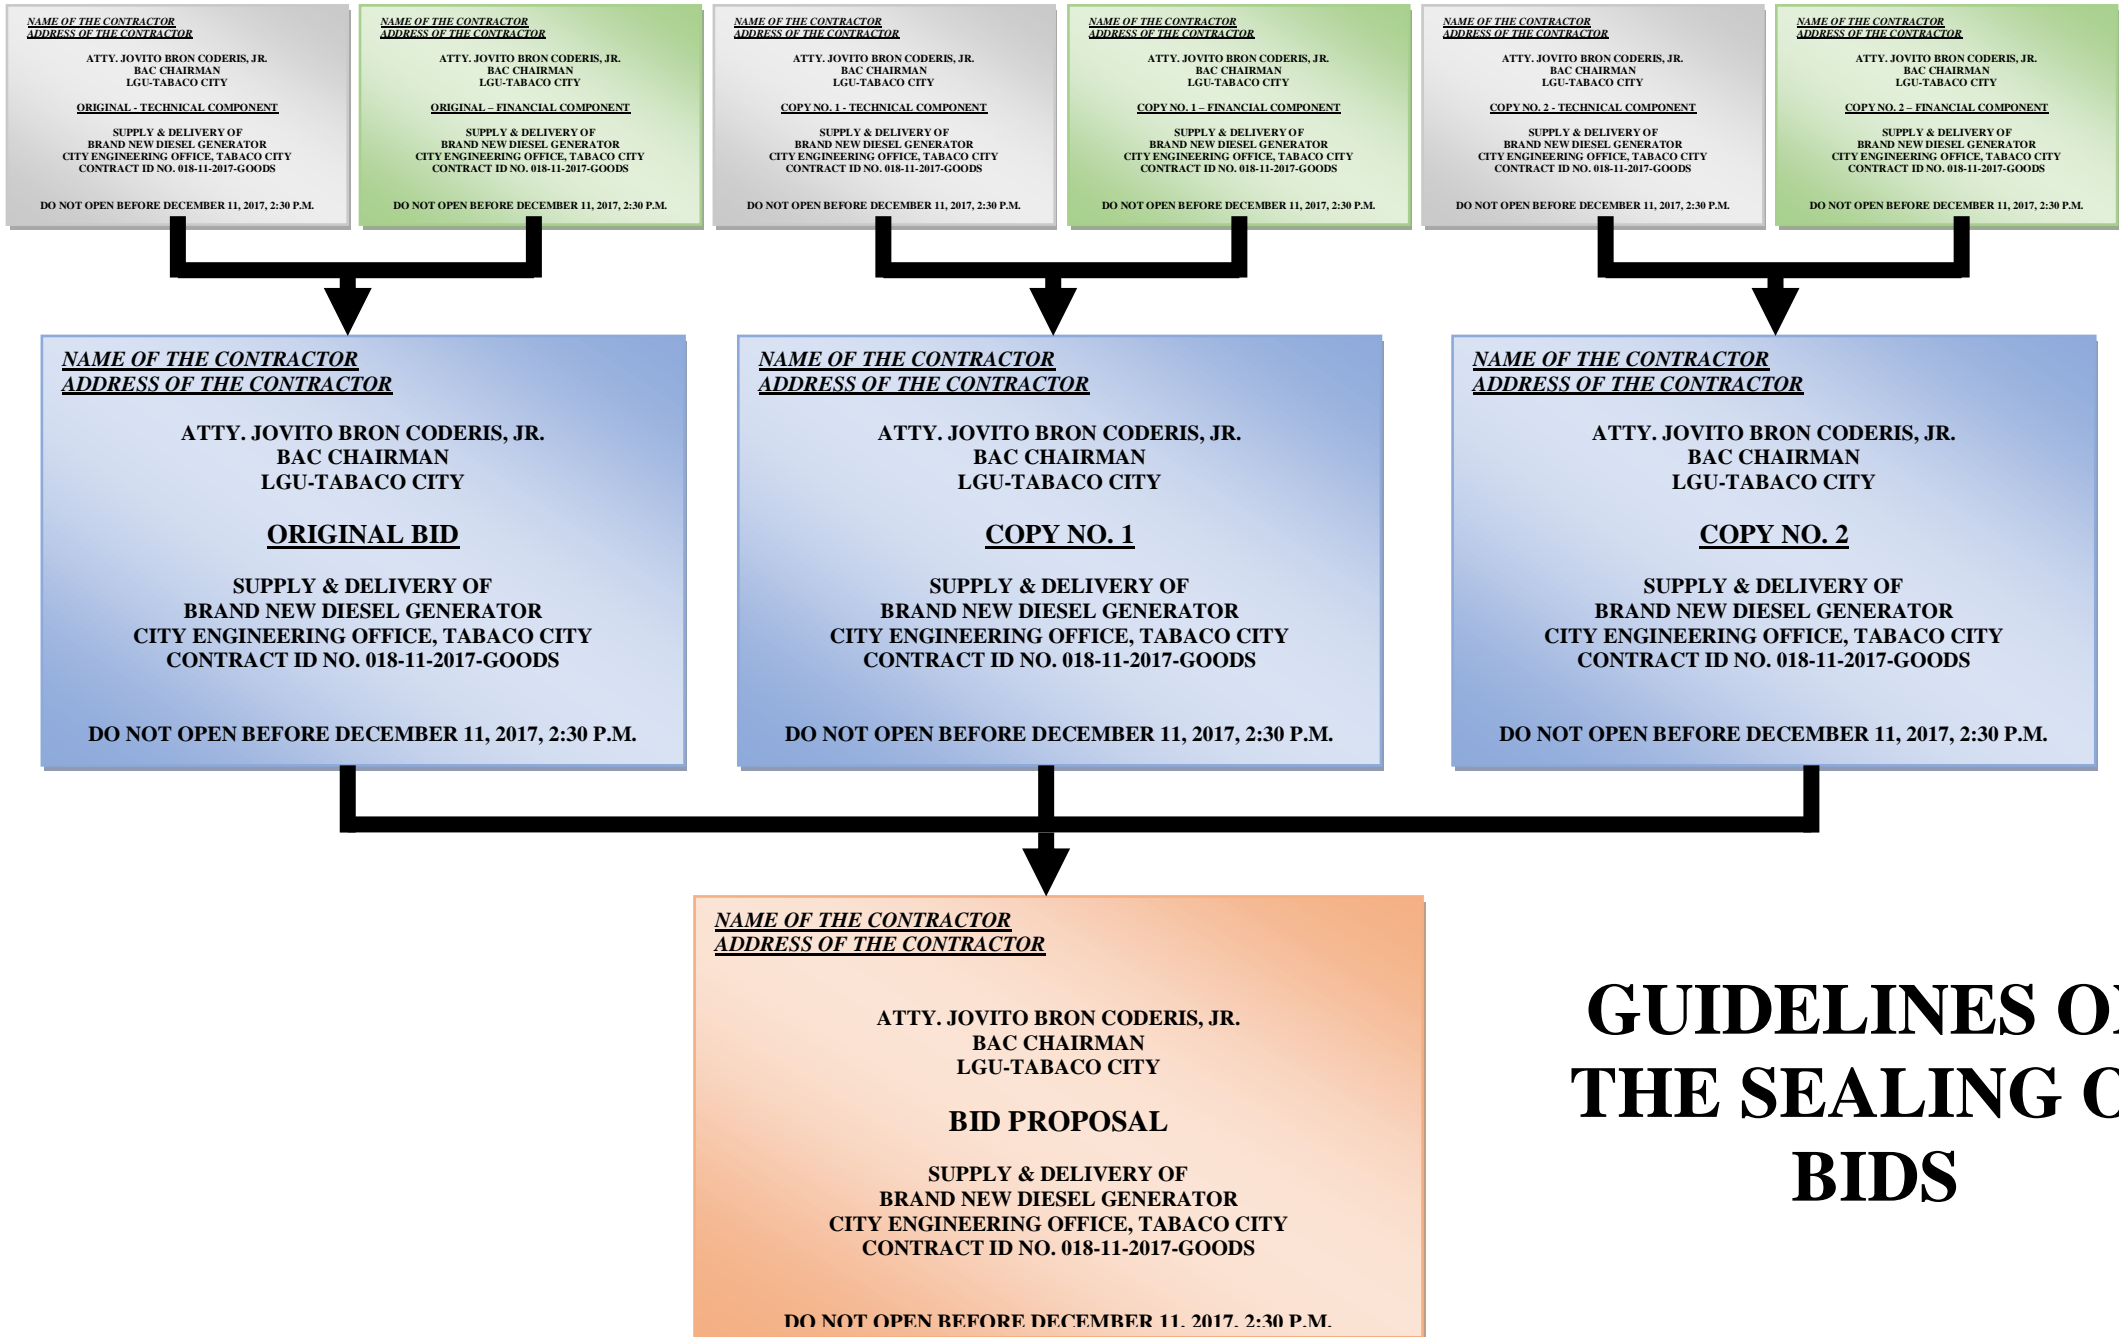 NAME OF THE CONTRACTOR
ADDRESS OF THE CONTRACTOR
ATTY. JOVITO BRON CODERIS, JR.
BAC CHAIRMAN
LGU-TABACO CITY
ORIGINAL - TECHNICAL COMPONENT
SUPPLY & DELIVERY OF
BRAND NEW DIESEL GENERATOR
CITY ENGINEERING OFFICE, TABACO CITY
CONTRACT ID NO. 018-11-2017-GOODS
DO NOT OPEN BEFORE DECEMBER 11, 2017, 2:30 P.M.
NAME OF THE CONTRACTOR
ADDRESS OF THE CONTRACTOR
ATTY. JOVITO BRON CODERIS, JR.
BAC CHAIRMAN
LGU-TABACO CITY
ORIGINAL – FINANCIAL COMPONENT
SUPPLY & DELIVERY OF
BRAND NEW DIESEL GENERATOR
CITY ENGINEERING OFFICE, TABACO CITY
CONTRACT ID NO. 018-11-2017-GOODS
DO NOT OPEN BEFORE DECEMBER 11, 2017, 2:30 P.M.
NAME OF THE CONTRACTOR
ADDRESS OF THE CONTRACTOR
ATTY. JOVITO BRON CODERIS, JR.
BAC CHAIRMAN
LGU-TABACO CITY
COPY NO. 1 - TECHNICAL COMPONENT
SUPPLY & DELIVERY OF
BRAND NEW DIESEL GENERATOR
CITY ENGINEERING OFFICE, TABACO CITY
CONTRACT ID NO. 018-11-2017-GOODS
DO NOT OPEN BEFORE DECEMBER 11, 2017, 2:30 P.M.
NAME OF THE CONTRACTOR
ADDRESS OF THE CONTRACTOR
ATTY. JOVITO BRON CODERIS, JR.
BAC CHAIRMAN
LGU-TABACO CITY
COPY NO. 1 – FINANCIAL COMPONENT
SUPPLY & DELIVERY OF
BRAND NEW DIESEL GENERATOR
CITY ENGINEERING OFFICE, TABACO CITY
CONTRACT ID NO. 018-11-2017-GOODS
DO NOT OPEN BEFORE DECEMBER 11, 2017, 2:30 P.M.
NAME OF THE CONTRACTOR
ADDRESS OF THE CONTRACTOR
ATTY. JOVITO BRON CODERIS, JR.
BAC CHAIRMAN
LGU-TABACO CITY
COPY NO. 2 - TECHNICAL COMPONENT
SUPPLY & DELIVERY OF
BRAND NEW DIESEL GENERATOR
CITY ENGINEERING OFFICE, TABACO CITY
CONTRACT ID NO. 018-11-2017-GOODS
DO NOT OPEN BEFORE DECEMBER 11, 2017, 2:30 P.M.
NAME OF THE CONTRACTOR
ADDRESS OF THE CONTRACTOR
ATTY. JOVITO BRON CODERIS, JR.
BAC CHAIRMAN
LGU-TABACO CITY
COPY NO. 2 – FINANCIAL COMPONENT
SUPPLY & DELIVERY OF
BRAND NEW DIESEL GENERATOR
CITY ENGINEERING OFFICE, TABACO CITY
CONTRACT ID NO. 018-11-2017-GOODS
DO NOT OPEN BEFORE DECEMBER 11, 2017, 2:30 P.M.
NAME OF THE CONTRACTOR
ADDRESS OF THE CONTRACTOR
ATTY. JOVITO BRON CODERIS, JR.
BAC CHAIRMAN
LGU-TABACO CITY
ORIGINAL BID
SUPPLY & DELIVERY OF
BRAND NEW DIESEL GENERATOR
CITY ENGINEERING OFFICE, TABACO CITY
CONTRACT ID NO. 018-11-2017-GOODS
DO NOT OPEN BEFORE DECEMBER 11, 2017, 2:30 P.M.
NAME OF THE CONTRACTOR
ADDRESS OF THE CONTRACTOR
ATTY. JOVITO BRON CODERIS, JR.
BAC CHAIRMAN
LGU-TABACO CITY
COPY NO. 1
SUPPLY & DELIVERY OF
BRAND NEW DIESEL GENERATOR
CITY ENGINEERING OFFICE, TABACO CITY
CONTRACT ID NO. 018-11-2017-GOODS
DO NOT OPEN BEFORE DECEMBER 11, 2017, 2:30 P.M.
NAME OF THE CONTRACTOR
ADDRESS OF THE CONTRACTOR
ATTY. JOVITO BRON CODERIS, JR.
BAC CHAIRMAN
LGU-TABACO CITY
COPY NO. 2
SUPPLY & DELIVERY OF
BRAND NEW DIESEL GENERATOR
CITY ENGINEERING OFFICE, TABACO CITY
CONTRACT ID NO. 018-11-2017-GOODS
DO NOT OPEN BEFORE DECEMBER 11, 2017, 2:30 P.M.
NAME OF THE CONTRACTOR
ADDRESS OF THE CONTRACTOR
ATTY. JOVITO BRON CODERIS, JR.
BAC CHAIRMAN
LGU-TABACO CITY
BID PROPOSAL
SUPPLY & DELIVERY OF
BRAND NEW DIESEL GENERATOR
CITY ENGINEERING OFFICE, TABACO CITY
CONTRACT ID NO. 018-11-2017-GOODS
DO NOT OPEN BEFORE DECEMBER 11, 2017, 2:30 P.M.
GUIDELINES
THE SEALING
BIDS